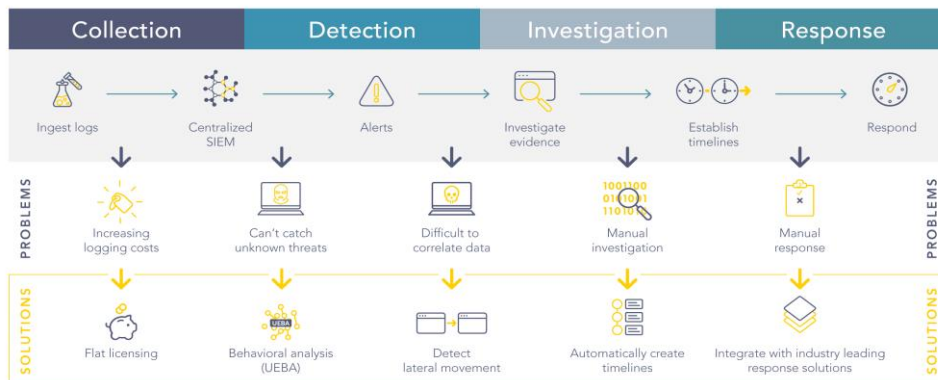 Collection
Detection
Investigation
Response
Ingest logs
Centralized
SIEM
Alerts
Investigate
evidence
Establish
timelines
Respond
PROBLEMS
Increasing
logging costs
Can't catch
unknown threats
Difficult to
correlate data
1001100
0101011
11010
Manual
investigation
Manual
response
PROBLEMS
SOLUTIONS
Flat licensing
UEBA
Behavioral analysis
(UEBA)
Detect
lateral movement
Automatically create
timelines
Integrate with industry leading
response solutions
SOLUTIONS